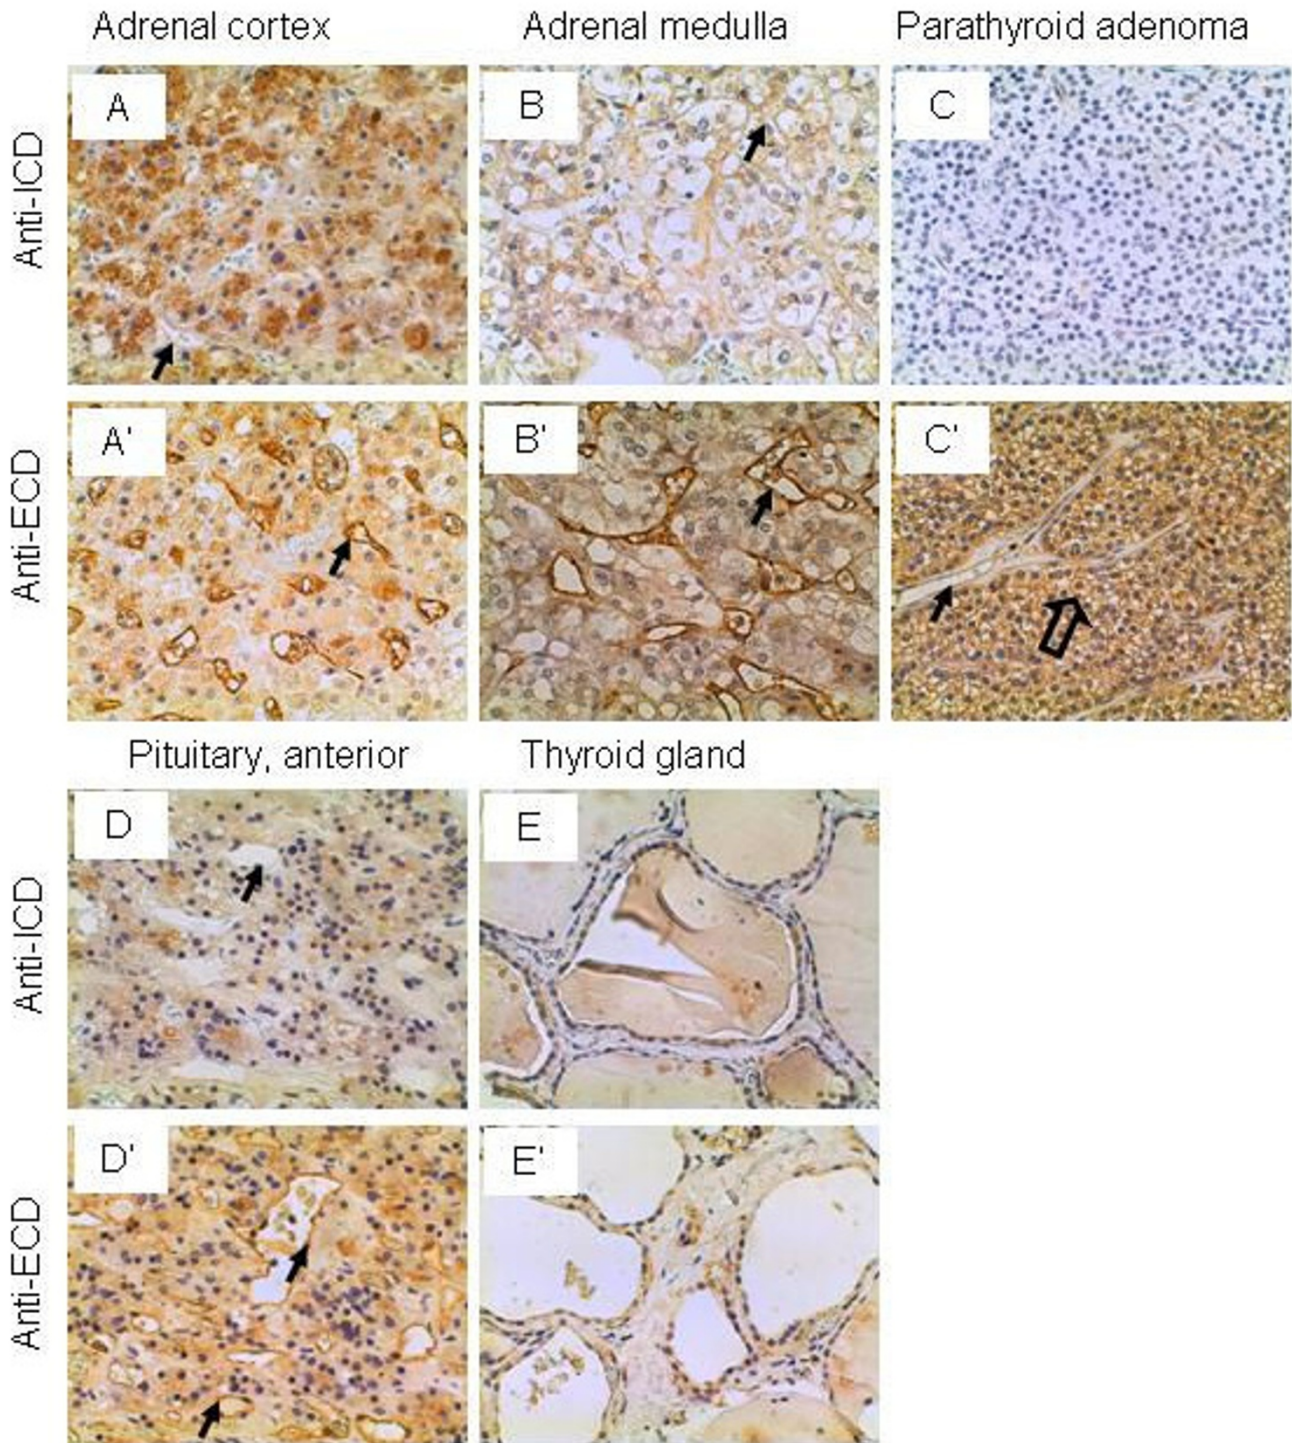 Adrenal cortex Adrenal medulla Parathyroid adenoma
Anti-ICD
A B C
Anti-ECD
A' B' C'
Pituitary, anterior Thyroid gland
Anti-ICD
D E
Anti-ECD
D' E'